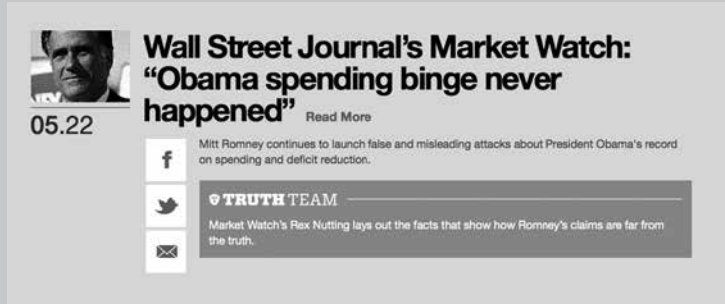 Wall Street Journal’s Market Watch:
“Obama spending binge never
happened” Read More
05.22
Mitt Romney continues to launch false and misleading attacks about President Obama's record
on spending and deficit reduction.
TRUTH TEAM
Market Watch's Rex Nutting lays out the facts that show how Romney's claims are far from
the truth.